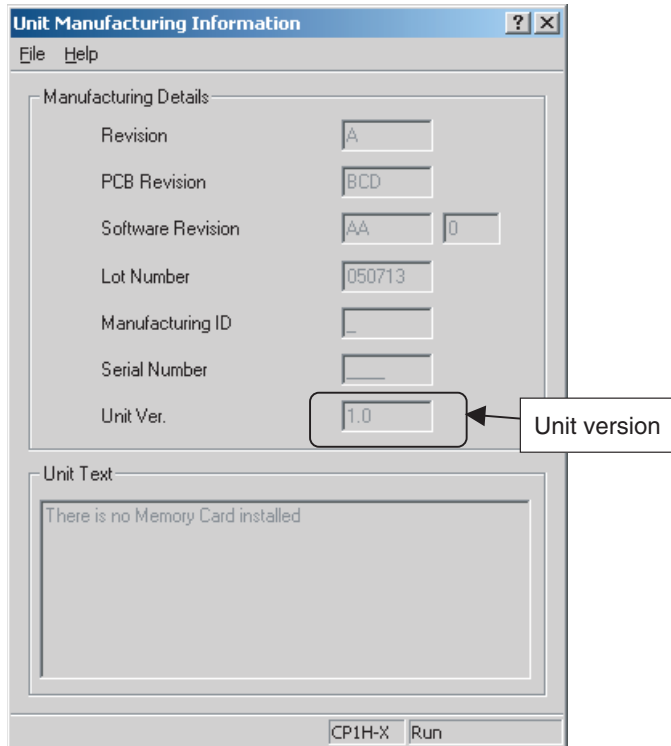 Unit Manufacturing Information
File Help
Manufacturing Details
Revision A
PCB Revision BCD
Software Revision AA 0
Lot Number 050713
Manufacturing ID _
Serial Number ____
Unit Ver. 1.0
Unit version
Unit Text
There is no Memory Card installed
CP1H-X Run